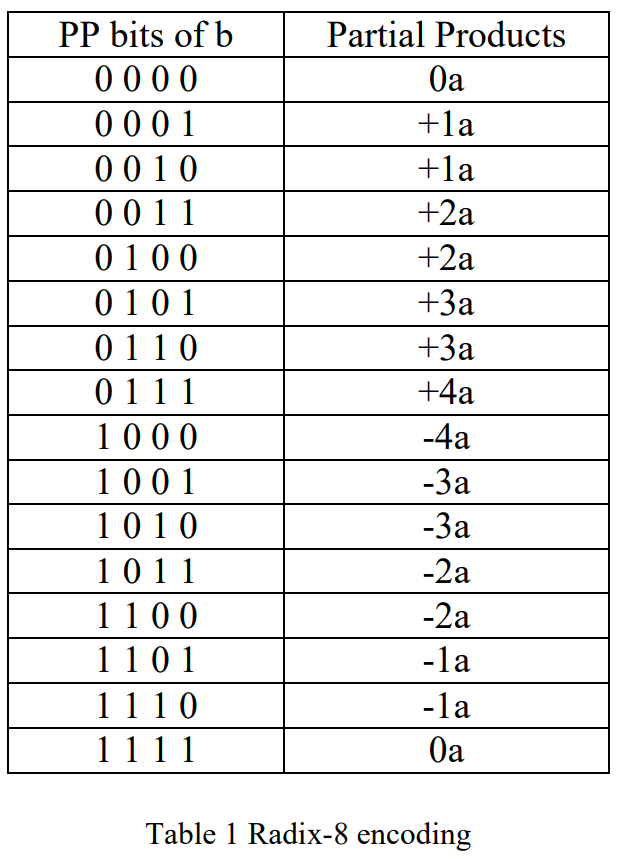 PP bits of b Partial Products
0 0 0 0 0a
0 0 0 1 +1a
0 0 1 0 +1a
0 0 1 1 +2a
0 1 0 0 +2a
0 1 0 1 +3a
0 1 1 0 +3a
0 1 1 1 +4a
1 0 0 0 -4a
1 0 0 1 -3a
1 0 1 0 -3a
1 0 1 1 -2a
1 1 0 0 -2a
1 1 0 1 -1a
1 1 1 0 -1a
1 1 1 1 0a
Table 1 Radix-8 encoding